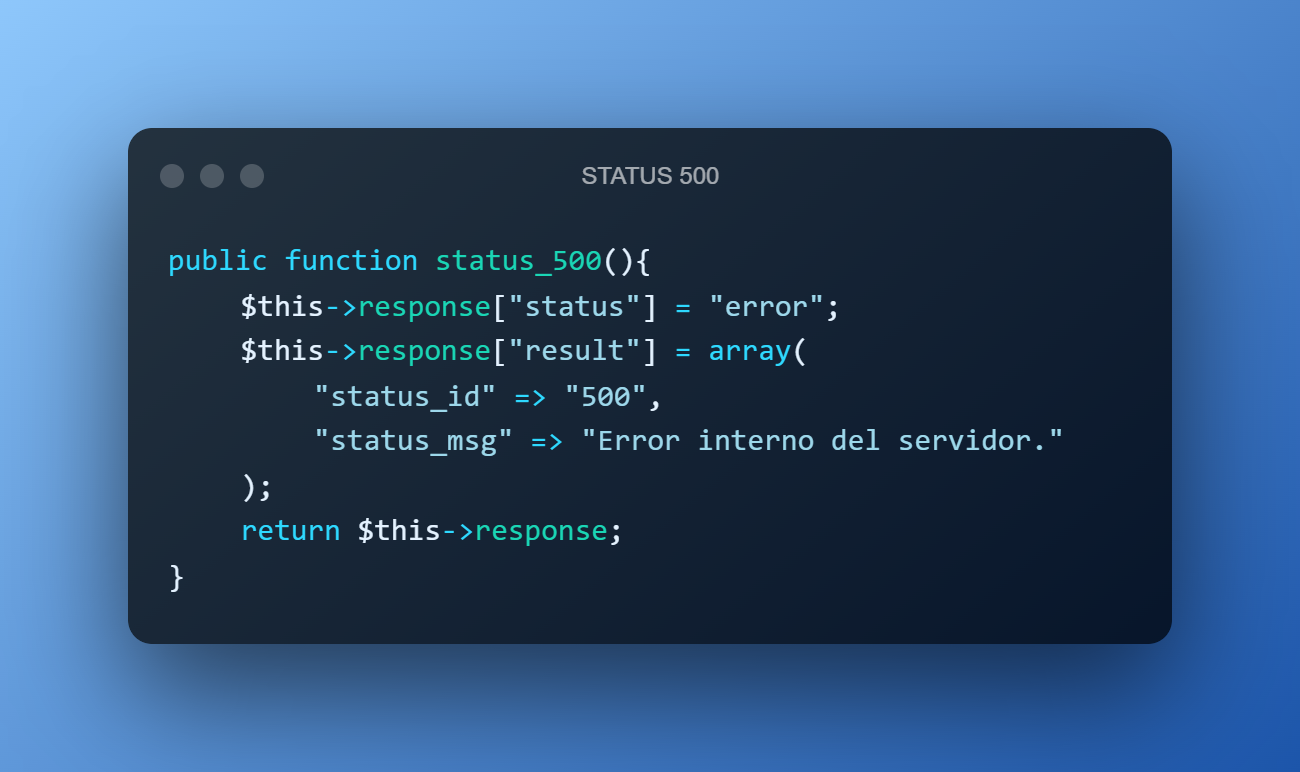 STATUS 500
public function status_500(){
$this->response["status"] = "error";
$this->response["result"] = array(
"status_id" => "500",
"status_msg" => "Error interno del servidor."
);
return $this->response;
}